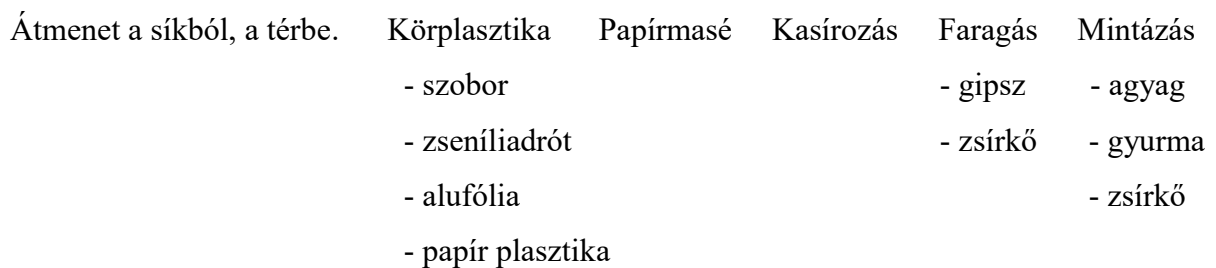 Átmenet a síkból, a térbe. Körplasztika Papírmasé Kasírozás Faragás Mintázás
- szobor - gipsz - agyag
- zseníliadrót - zsírkő - gyurma
- alufólia - zsírkő
- papír plasztika